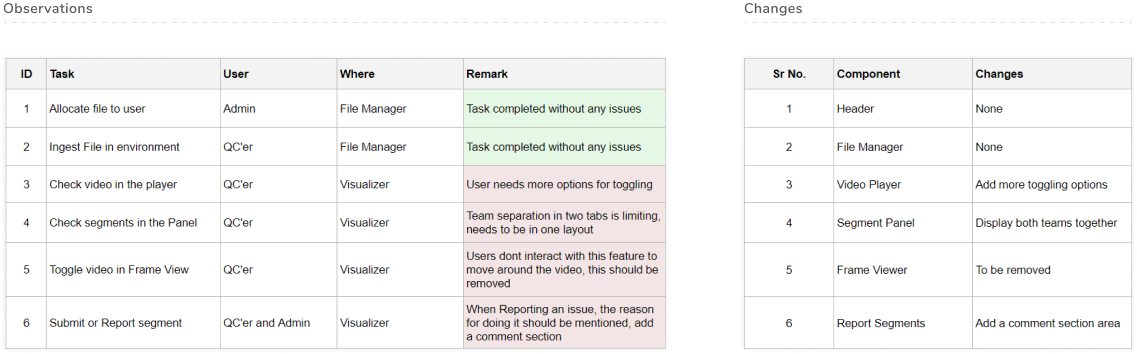 Observations
ID Task User Where Remark
1 Allocate file to user Admin File Manager Task completed without any issues
2 Ingest File in environment QC'er File Manager Task completed without any issues
3 Check video in the player QC'er Visualizer User needs more options for toggling
4 Check segments in the Panel QC'er Visualizer Team separation in two tabs is limiting,
needs to be in one layout
5 Toggle video in Frame View QC'er Visualizer Users dont interact with this feature to
move around the video, this should be
removed
6 Submit or Report segment QC'er and Admin Visualizer When Reporting an issue, the reason
for doing it should be mentioned, add
a comment section
Changes
Sr No. Component Changes
1 Header None
2 File Manager None
3 Video Player Add more toggling options
4 Segment Panel Display both teams together
5 Frame Viewer To be removed
6 Report Segments Add a comment section area